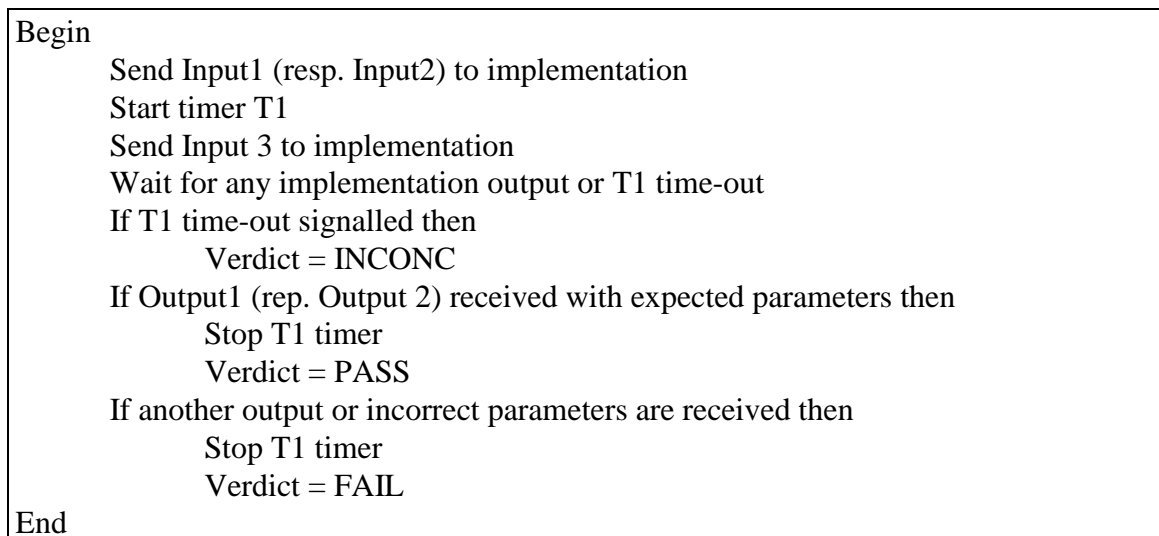 Begin
Send Input1 (resp. Input2) to implementation
Start timer T1
Send Input 3 to implementation
Wait for any implementation output or T1 time-out
If T1 time-out signalled then
Verdict = INCONC
If Output1 (rep. Output 2) received with expected parameters then
Stop T1 timer
Verdict = PASS
If another output or incorrect parameters are received then
Stop T1 timer
Verdict = FAIL
End